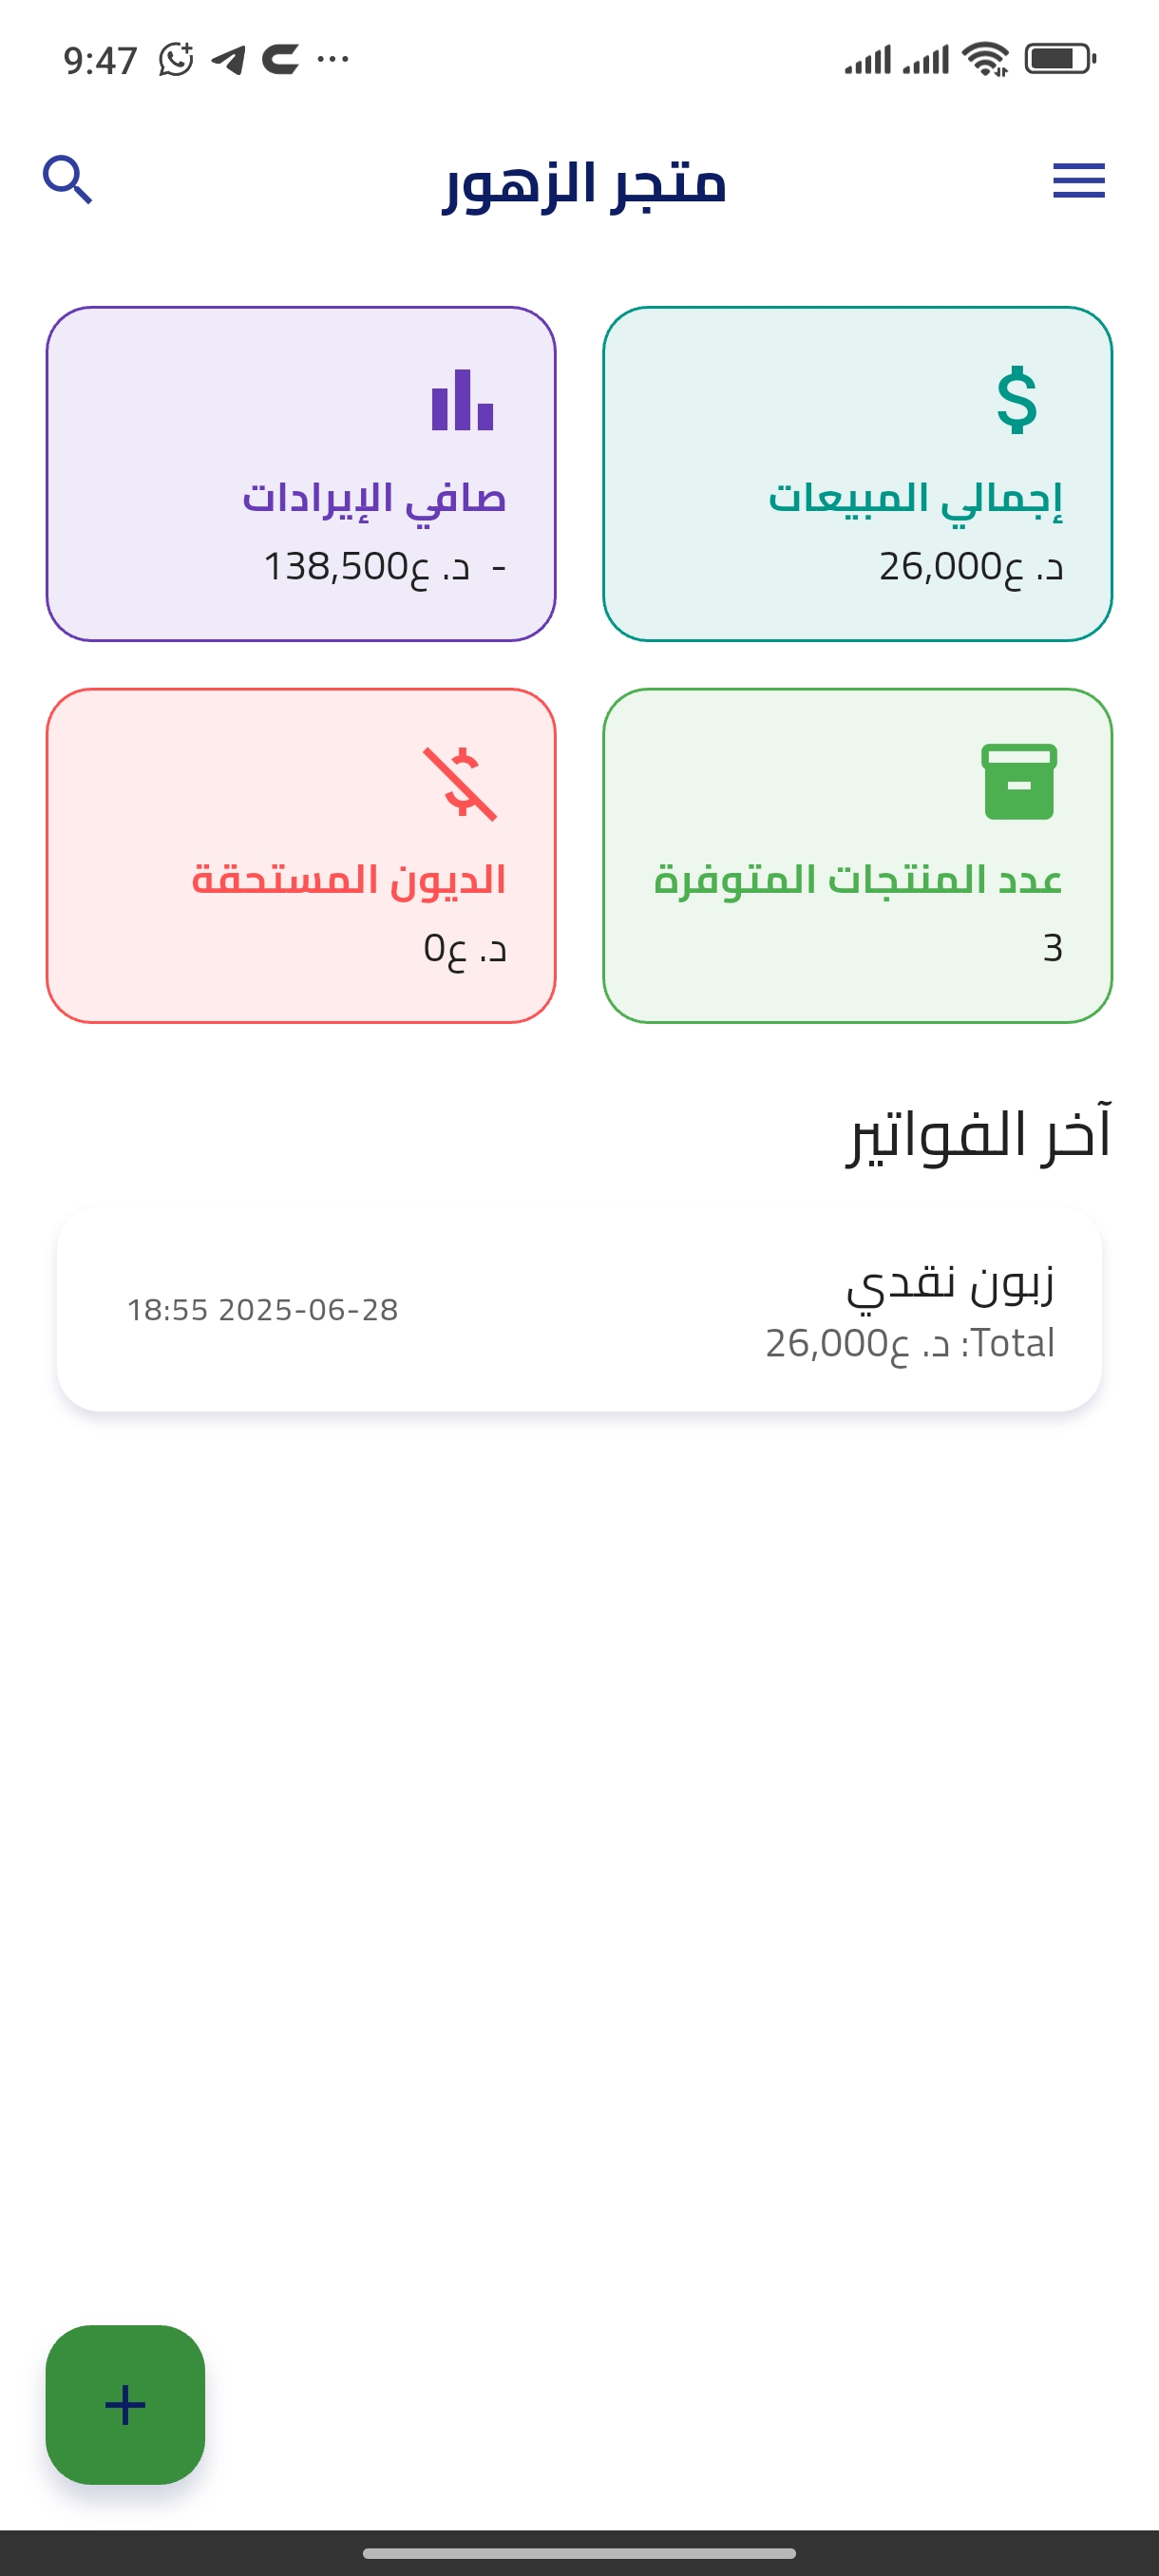 9:47
متجر الزهور
إجمالي المبيعات
د. ع26,000
صافي الإيرادات
- د. ع138,500
عدد المنتجات المتوفرة
3
الديون المستحقة
د. ع0
آخر الفواتير
زبون نقدي
Total: د. ع26,000
18:55 2025-06-28